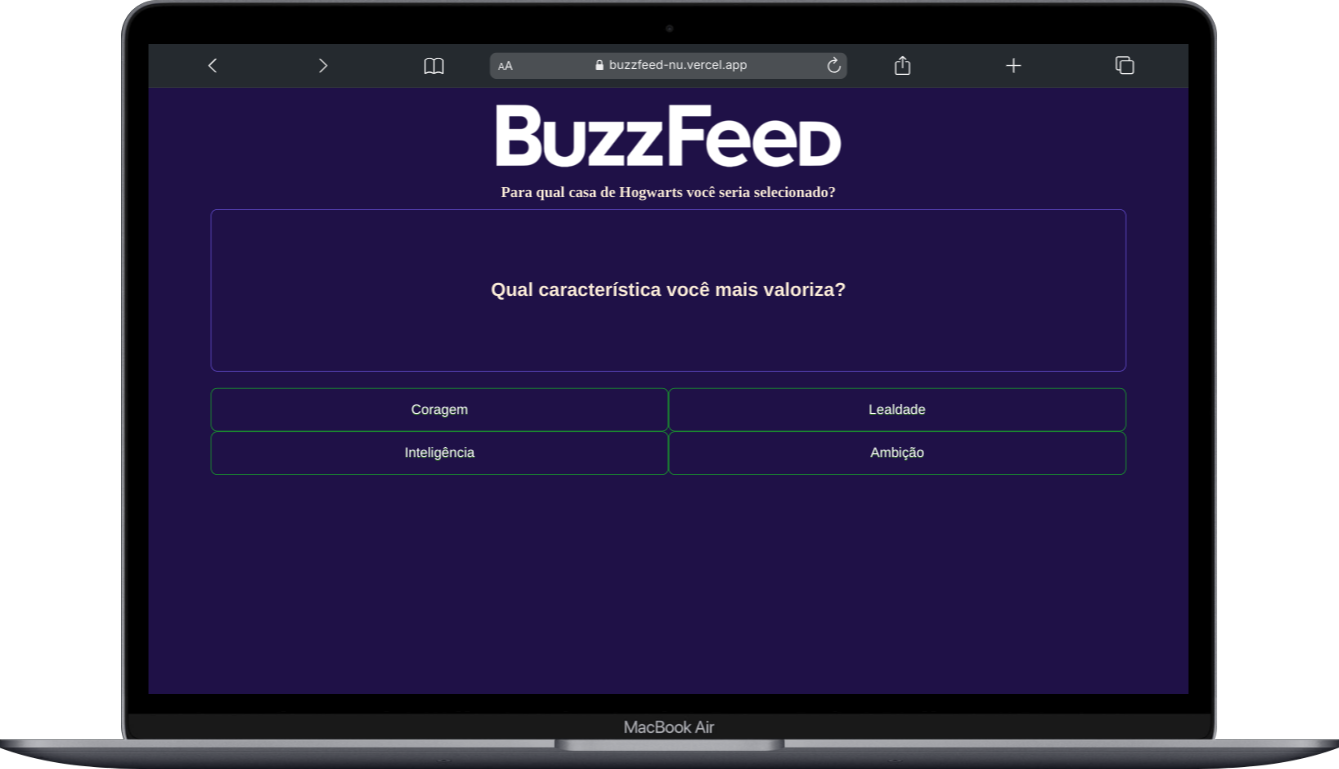 AA buzzfeed-nu.vercel.app
BuzzFeed
Para qual casa de Hogwarts você seria selecionado?
Qual característica você mais valoriza?
Coragem Lealdade
Inteligência Ambição
MacBook Air